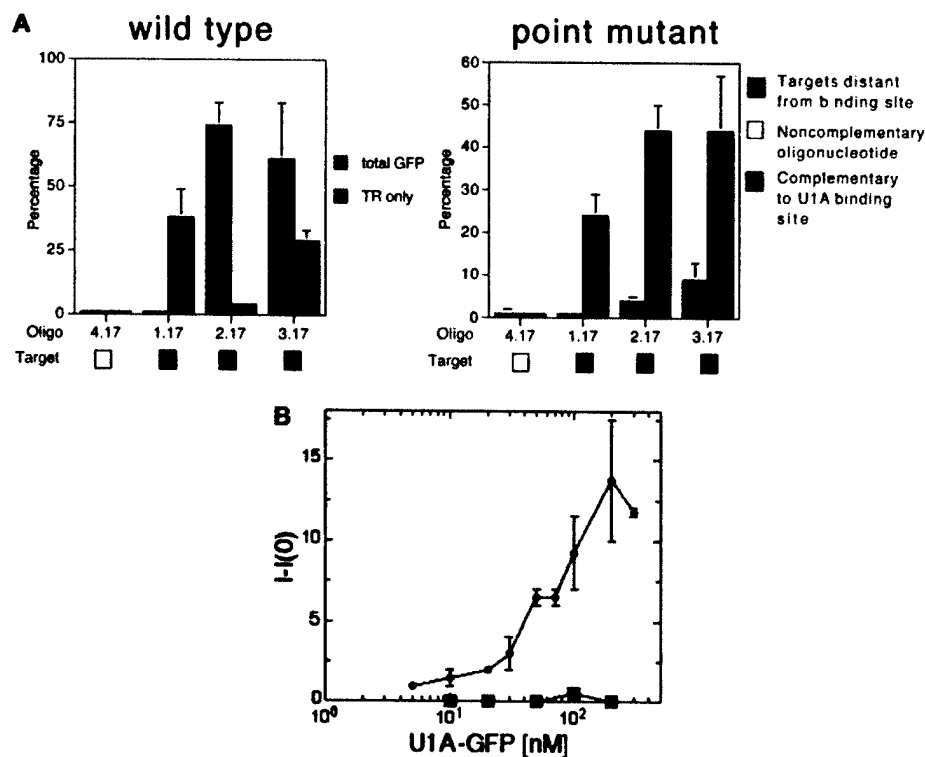 A
wild type
point mutant
Percentage
100
75
50
25
0
total GFP
TR only
Oligo 4.17 1.17 2.17 3.17
Target
Percentage
60
50
40
30
20
10
0
Targets distant
from b nding site
Noncomplementary
oligonucleotide
Complementary
to U1A binding
site
Oligo 4.17 1.17 2.17 3.17
Target
B
I-I(0)
15
10
5
0
10⁰ 10¹ 10²
U1A-GFP [nM]